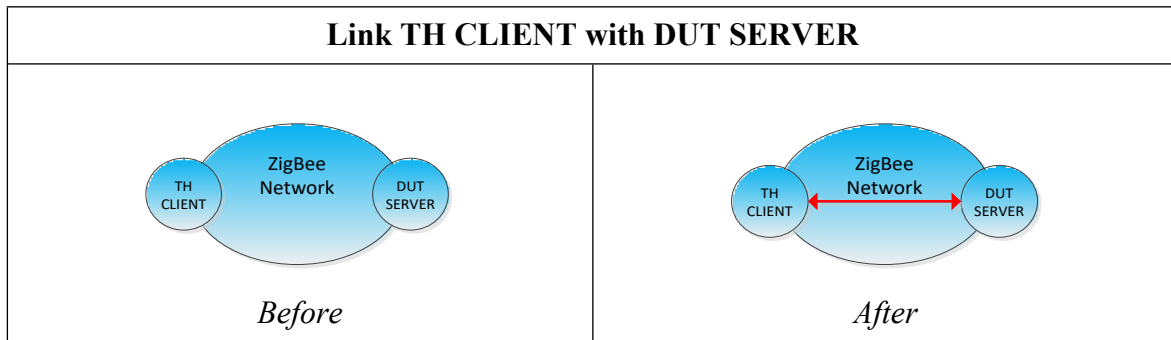 Link TH CLIENT with DUT SERVER
ZigBee
Network
TH
CLIENT
DUT
SERVER
Before
ZigBee
Network
TH
CLIENT
DUT
SERVER
After